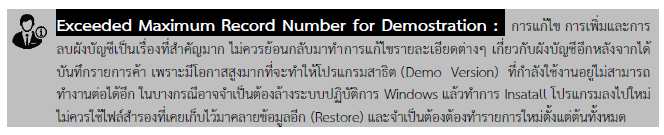 Exceeded Maximum Record Number for Demostration : การแก้ไข การเพิ่มและการ
ลบผังบัญชีเป็นเรื่องที่สำคัญมาก ไม่ควรย้อนกลับมาทำการแก้ไขรายละเอียดต่างๆ เกี่ยวกับผังบัญชีอีกหลังจากได้
บันทึกรายการค้า เพราะมีโอกาสสูงมากที่จะทำให้โปรแกรมสาธิต (Demo Version) ที่กำลังใช้งานอยู่ไม่สามารถ
ทำงานต่อได้อีก ในบางกรณีอาจจำเป็นต้องล้างระบบปฏิบัติการ Windows แล้วทำการ Insatall โปรแกรมลงไปใหม่
ไม่ควรใช้ไฟล์สำรองที่เคยเก็บไว้มาคลายข้อมูลอีก (Restore) และจำเป็นต้องต้องทำรายการใหม่ตั้งแต่ต้นทั้งหมด